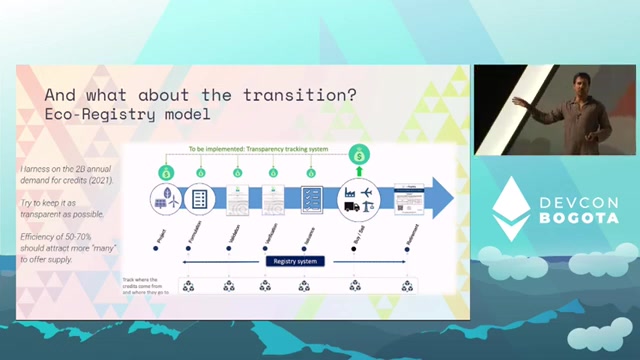 And what about the transition?
Eco-Registry model
To be implemented: Transparency tracking system
Harness on the 2B annual
demand for credits (2021).
Try to keep it as
transparent as possible.
Efficiency of 50-70%
should attract more "many"
to offer supply.
Project
Formulation
Validation
Verification
Issuance
Buy / Sell
Retirement
Registry system
Track where the
credits come from
and where they go to
DEVCON
BOGOTA